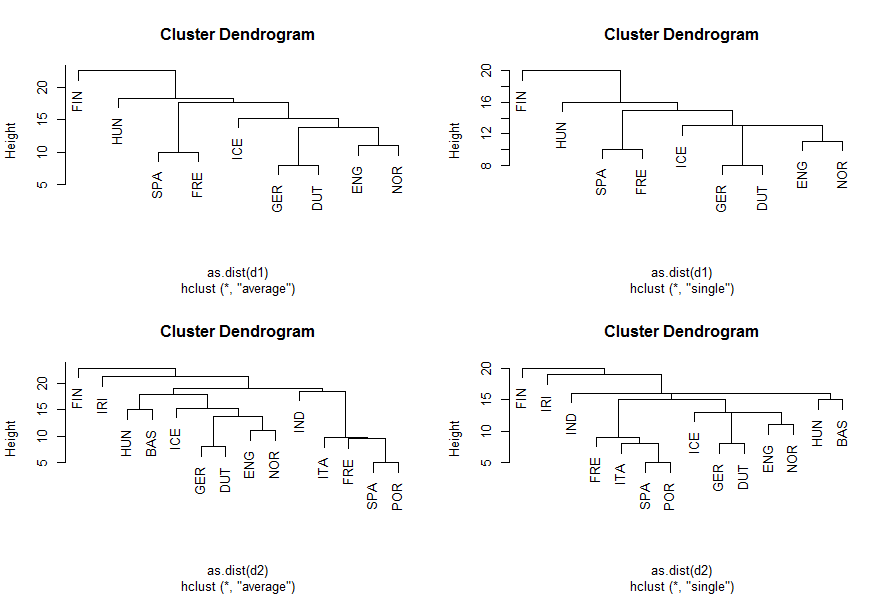 Cluster Dendrogram
Height
5 10 15 20
FIN HUN SPA FRE ICE GER DUT ENG NOR
as.dist(d1)
hclust (*, "average")
Cluster Dendrogram
Height
8 12 16 20
FIN HUN SPA FRE ICE GER DUT ENG NOR
as.dist(d1)
hclust (*, "single")
Cluster Dendrogram
Height
5 10 15 20
FIN IRI HUN BAS ICE GER DUT ENG NOR IND ITA FRE SPA POR
as.dist(d2)
hclust (*, "average")
Cluster Dendrogram
Height
5 10 15 20
FIN IRI IND FRE ITA SPA POR ICE GER DUT ENG NOR HUN BAS
as.dist(d2)
hclust (*, "single")